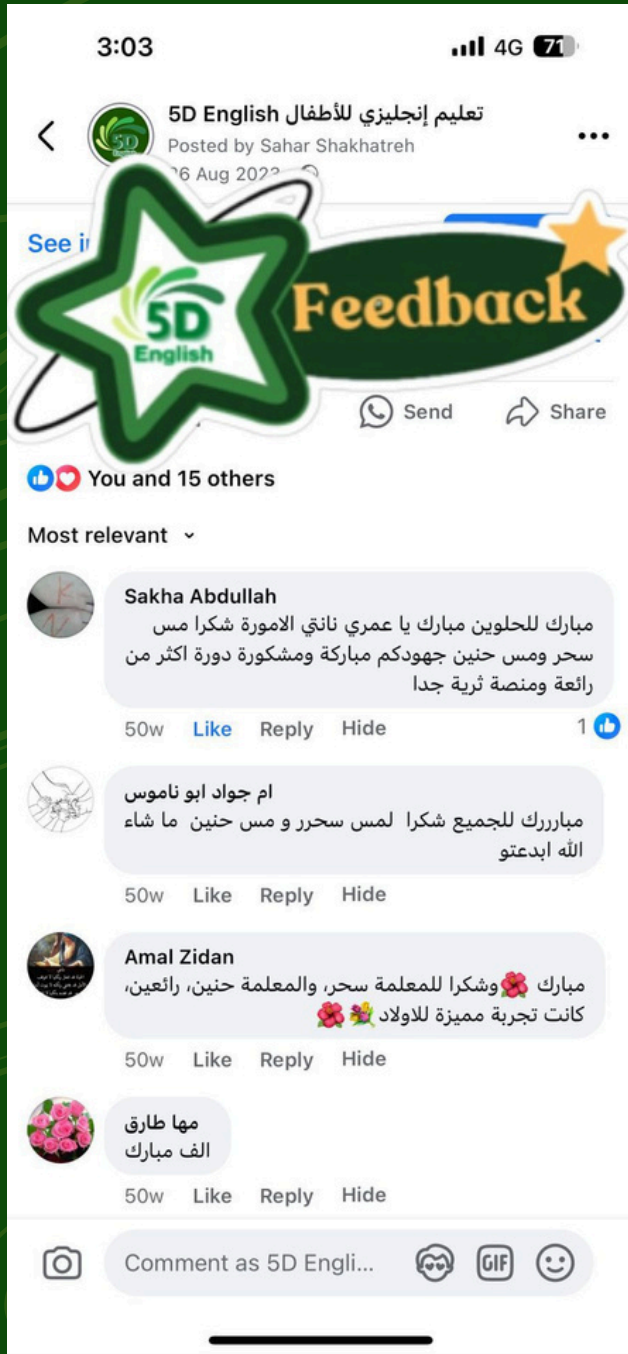 3:03
4G 71
تعليم إنجليزي للأطفال 5D English
Posted by Sahar Shakhatreh
26 Aug 2023
See
5D
English
Feedback
Send
Share
You and 15 others
Most relevant
Sakha Abdullah
مبارك للحلوين مبارك يا عمري نانتي الامورة شكرا مس
سحر ومس حنين جهودكم مباركة ومشكورة دورة اكثر من
رائعة ومنصة ثرية جدا
50w Like Reply Hide 1
ام جواد ابو ناموس
مباررررك للجميع شكرا لمس سحرر و مس حنين ما شاء
الله ابدعتو
50w Like Reply Hide
Amal Zidan
مبارك 🌺وشكرا للمعلمة سحر، والمعلمة حنين، رائعين،
كانت تجربة مميزة للاولاد💐🌺
50w Like Reply Hide
مها طارق
الف مبارك
50w Like Reply Hide
Comment as 5D Engli...
GIF